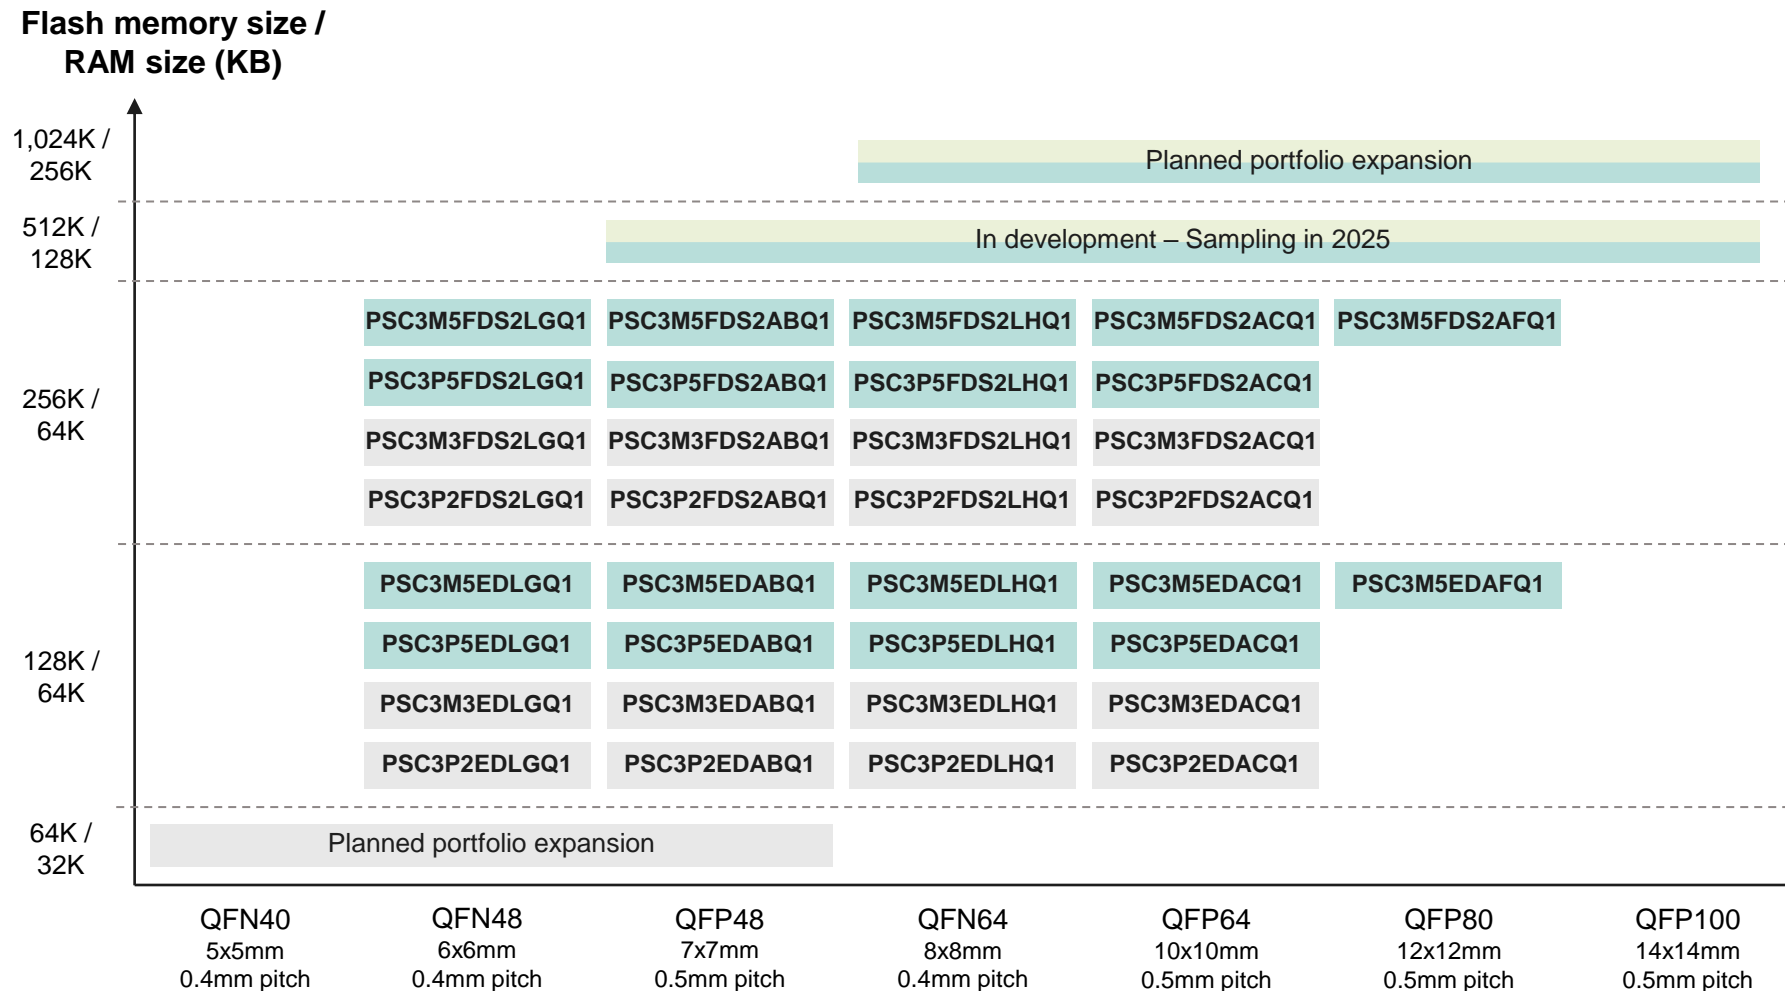 Flash memory size /
RAM size (KB)
1,024K /
256K
Planned portfolio expansion
512K /
128K
In development – Sampling in 2025
256K /
64K
PSC3M5FDS2LGQ1 PSC3M5FDS2ABQ1 PSC3M5FDS2LHQ1 PSC3M5FDS2ACQ1 PSC3M5FDS2AFQ1
PSC3P5FDS2LGQ1 PSC3P5FDS2ABQ1 PSC3P5FDS2LHQ1 PSC3P5FDS2ACQ1
PSC3M3FDS2LGQ1 PSC3M3FDS2ABQ1 PSC3M3FDS2LHQ1 PSC3M3FDS2ACQ1
PSC3P2FDS2LGQ1 PSC3P2FDS2ABQ1 PSC3P2FDS2LHQ1 PSC3P2FDS2ACQ1
128K /
64K
PSC3M5EDLGQ1 PSC3M5EDABQ1 PSC3M5EDLHQ1 PSC3M5EDACQ1 PSC3M5EDAFQ1
PSC3P5EDLGQ1 PSC3P5EDABQ1 PSC3P5EDLHQ1 PSC3P5EDACQ1
PSC3M3EDLGQ1 PSC3M3EDABQ1 PSC3M3EDLHQ1 PSC3M3EDACQ1
PSC3P2EDLGQ1 PSC3P2EDABQ1 PSC3P2EDLHQ1 PSC3P2EDACQ1
64K /
32K
Planned portfolio expansion
QFN40 QFN48 QFP48 QFN64 QFP64 QFP80 QFP100
5x5mm 6x6mm 7x7mm 8x8mm 10x10mm 12x12mm 14x14mm
0.4mm pitch 0.4mm pitch 0.5mm pitch 0.4mm pitch 0.5mm pitch 0.5mm pitch 0.5mm pitch